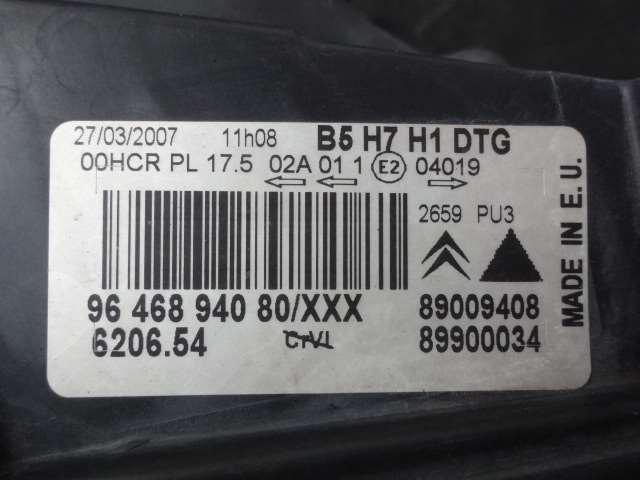 27/03/2007 11h08 B5 H7 H1 DTG
00HCR PL 17.5 02A 01 1 E2 04019
2659 PU3
96 468 940 80/XXX 89009408
6206.54 CrVL 89900034
MADE IN E.U.